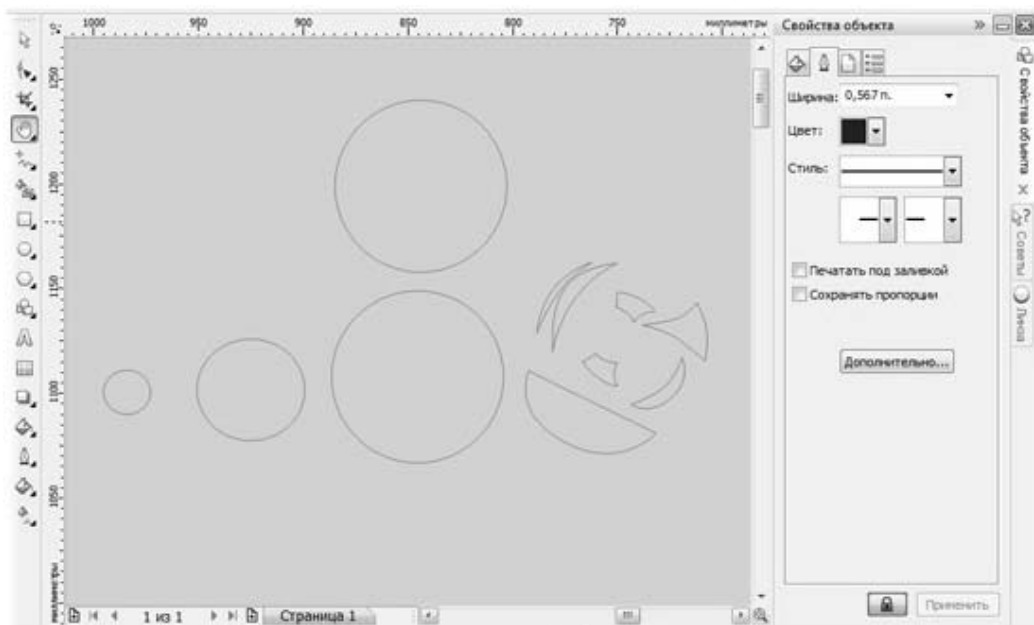 1000 950 900 850 800 750 миллиметры
1250
1200
1150
1100
1050
миллиметры
1 из 1
Страница 1
Свойства объекта
Ширина: 0,567 п.
Цвет:
Стиль:
Печатать под заливкой
Сохранять пропорции
Дополнительно...
Применить
Свойства объекта
Советы
Линза